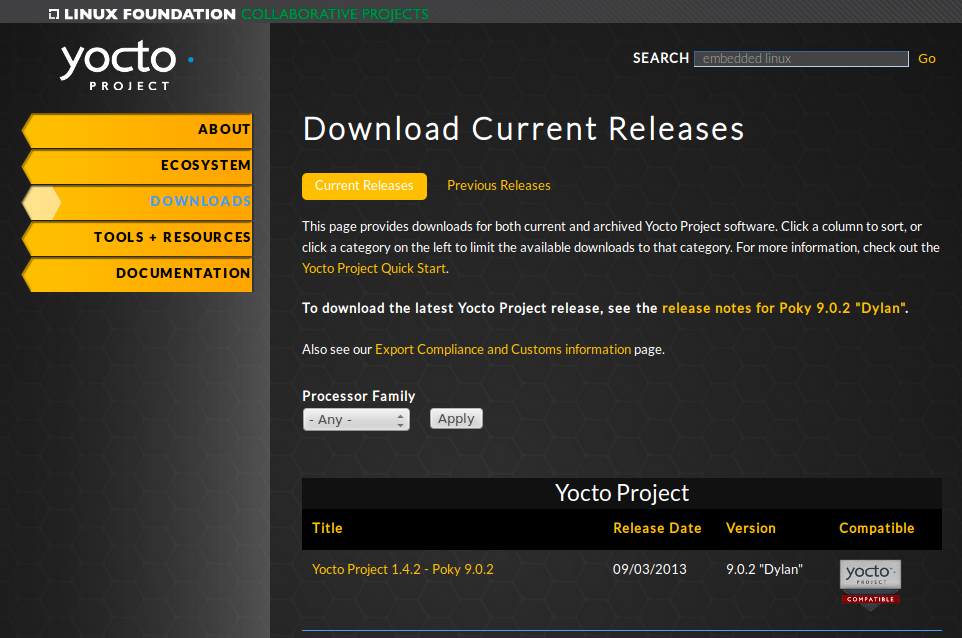 LINUX FOUNDATION COLLABORATIVE PROJECTS
yocto
PROJECT
SEARCH embedded linux Go
ABOUT
ECOSYSTEM
DOWNLOADS
TOOLS + RESOURCES
DOCUMENTATION
Download Current Releases
Current Releases Previous Releases
This page provides downloads for both current and archived Yocto Project software. Click a column to sort, or
click a category on the left to limit the available downloads to that category. For more information, check out the
Yocto Project Quick Start.
To download the latest Yocto Project release, see the release notes for Poky 9.0.2 "Dylan".
Also see our Export Compliance and Customs information page.
Processor Family
- Any - Apply
Yocto Project
Title Release Date Version Compatible
Yocto Project 1.4.2 - Poky 9.0.2 09/03/2013 9.0.2 "Dylan"
yocto
PROJECT
COMPATIBLE